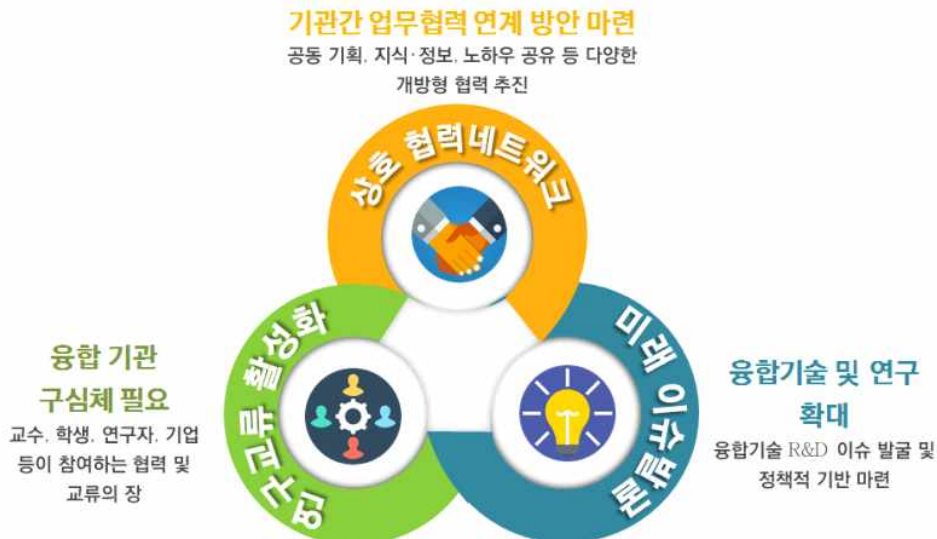 기관간 업무협력 연계 방안 마련
공동 기획, 지식·정보, 노하우 공유 등 다양한
개방형 협력 추진
상호 협력네트워크
연구교류 활성화
미래 이슈발굴
융합 기관
구심체 필요
교수, 학생, 연구자, 기업
등이 참여하는 협력 및
교류의 장
융합기술 및 연구
확대
융합기술 R&D 이슈 발굴 및
정책적 기반 마련